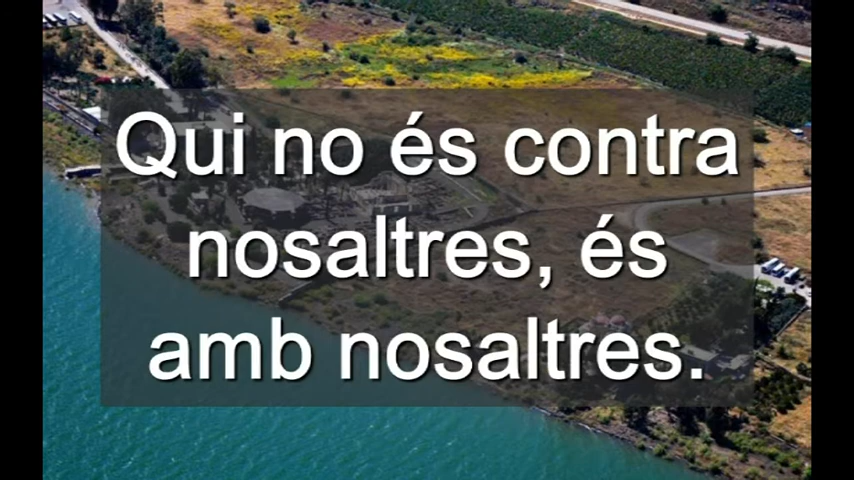 Qui no és contra
nosaltres, és
amb nosaltres.